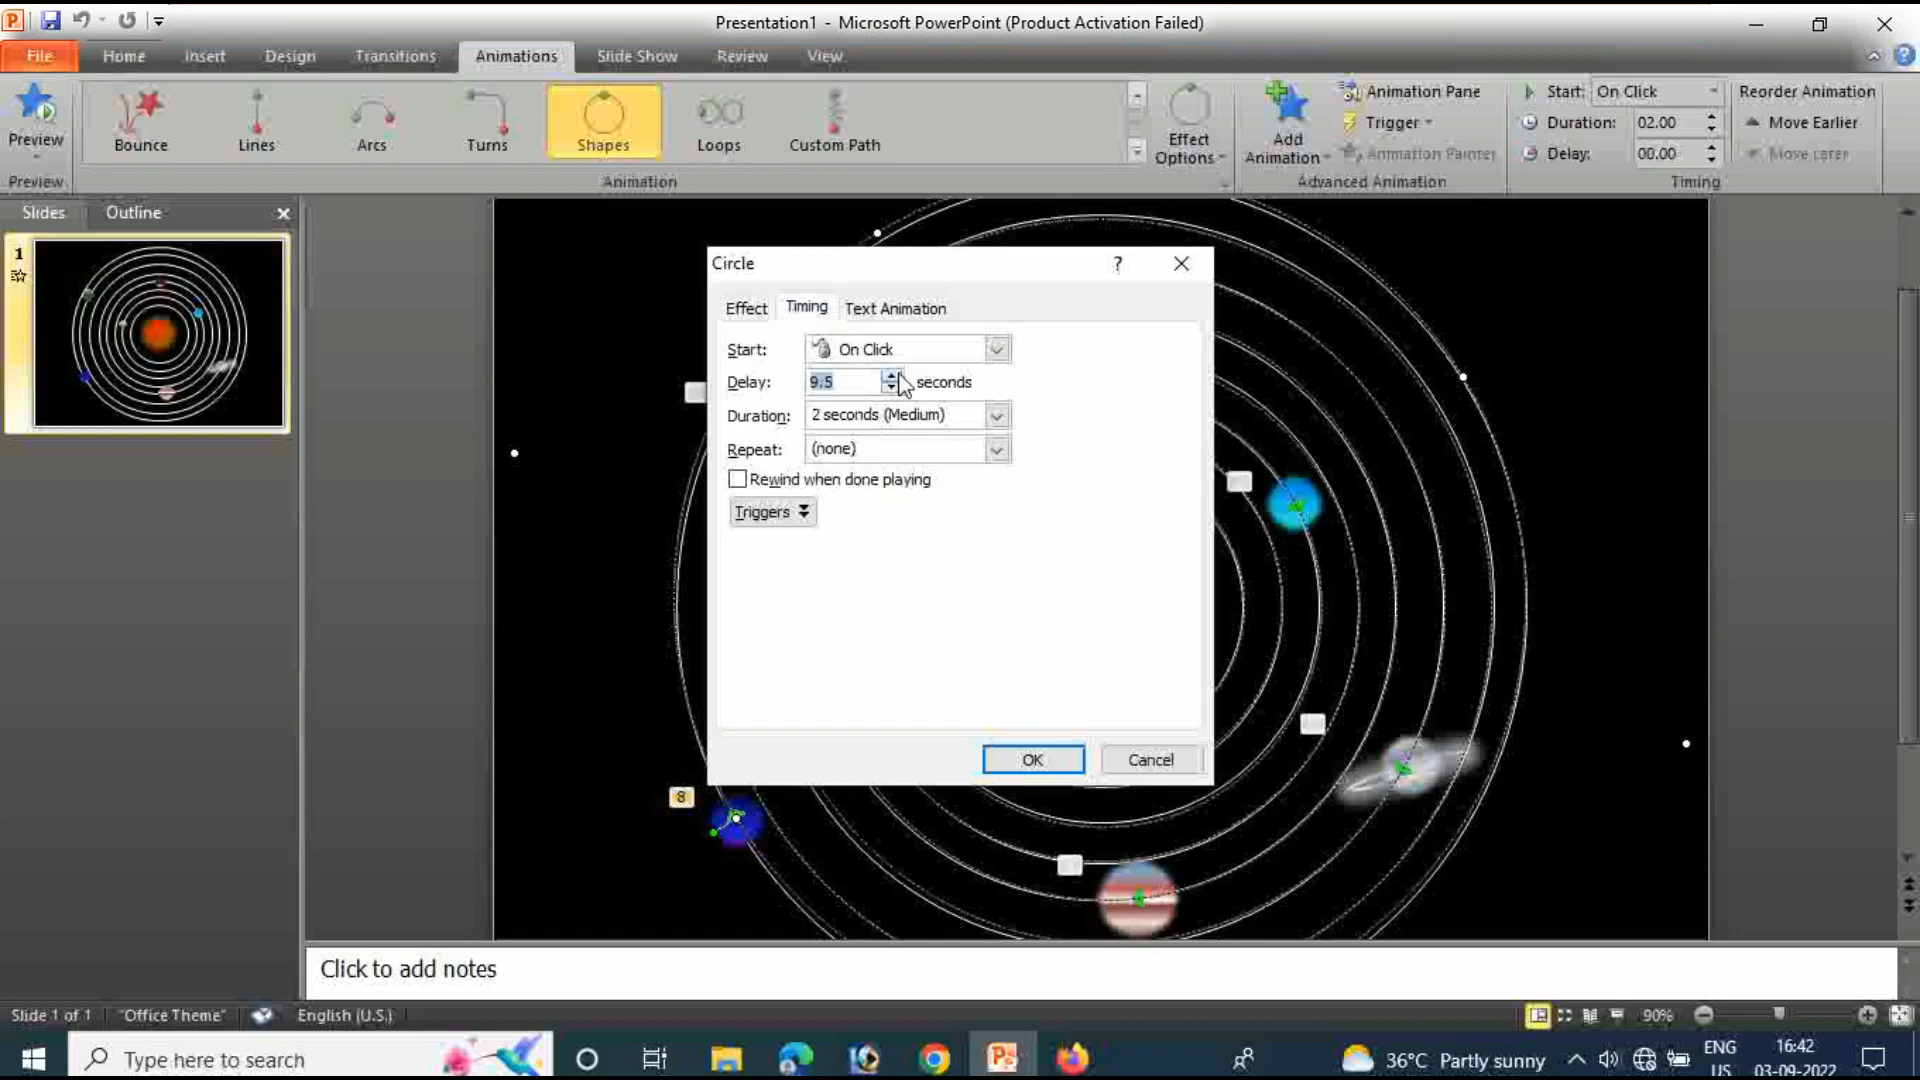 Presentation1 - Microsoft PowerPoint (Product Activation Failed)
File Home Insert Design Transitions Animations Slide Show Review View
Preview
Bounce Lines Arcs Turns Shapes Loops Custom Path
Effect Options
Add Animation
Animation Pane
Trigger
Animation Painter
Start: On Click
Duration: 02.00
Delay: 00.00
Reorder Animation
Move Earlier
Move Later
Preview Animation Advanced Animation Timing
Slides Outline
1
Circle
?
Effect Timing Text Animation
Start: On Click
Delay: 9.5 seconds
Duration: 2 seconds (Medium)
Repeat: (none)
Rewind when done playing
Triggers
OK Cancel
8
Click to add notes
Slide 1 of 1 "Office Theme" English (U.S.) 90%
Type here to search
36°C Partly sunny
ENG
US
16:42
03-09-2022